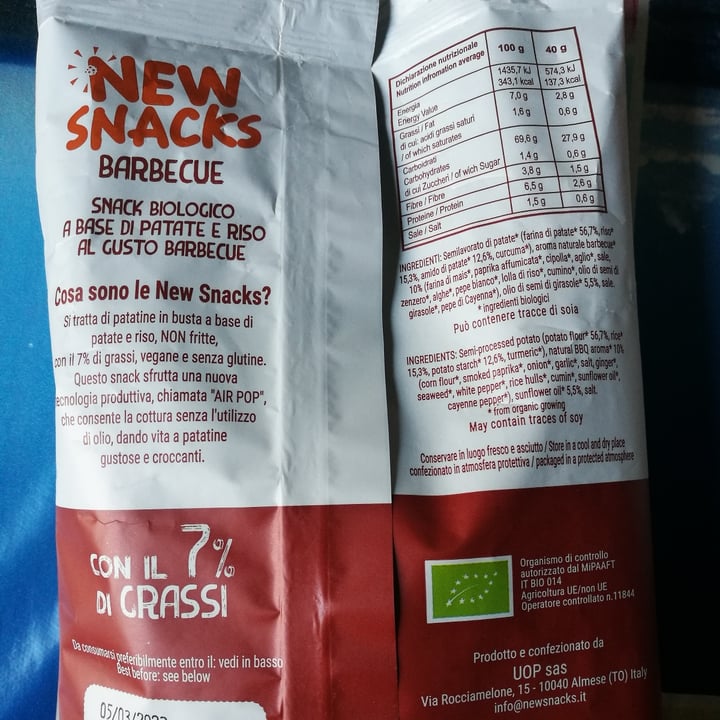 NEW
SNACKS
BARBECUE
SNACK BIOLOGICO
A BASE DI PATATE E RISO
AL GUSTO BARBECUE
Cosa sono le New Snacks?
Si tratta di patatine in busta a base di
patate e riso, NON fritte,
con il 7% di grassi, vegane e senza glutine.
Questo snack sfrutta una nuova
tecnologia produttiva, chiamata "AIR POP",
che consente la cottura senza l'utilizzo
di olio, dando vita a patatine
gustose e croccanti.
CON IL 7%
DI GRASSI
Da consumarsi preferibilmente entro il: vedi in basso
Best before: see below
Dichiarazione nutrizionale 100 g 40 g
Nutrition infromation average
Energia 1435,7 kJ 574,3 kJ
Energy Value 343,1 kcal 137,3 kcal
Grassi / Fat 7,0 g 2,8 g
di cui: acidi grassi saturi 1,6 g 0,6 g
/ of which saturates
Carboidrati 69,6 g 27,9 g
Carbohydrates
di cui Zuccheri / of wich Sugar 1,4 g 0,6 g
Fibre / Fibre 3,8 g 1,5 g
Proteine / Protein 6,5 g 2,6 g
Sale / Salt 1,5 g 0,6 g
INGREDIENTI: Semilavorato di patate* (farina di patate* 56,7%, riso*
15,3%, amido di patate* 12,6%, curcuma*), aroma naturale barbecue*
10% (farina di mais*, paprika affumicata*, cipolla*, aglio*, sale,
zenzero*, alghe*, pepe bianco*, lolla di riso*, cumino*, olio di semi di
girasole*, pepe di Cayenna*), olio di semi di girasole* 5,5%, sale.
* ingredienti biologici
Può contenere tracce di soia
INGREDIENTS: Semi-processed potato (potato flour* 56,7%, rice*
15,3%, potato starch* 12,6%, turmeric*), natural BBQ aroma* 10%
(corn flour*, smoked paprika*, onion*, garlic*, salt, ginger*,
seaweed*, white pepper*, rice hulls*, cumin*, sunflower oil*,
cayenne pepper*), sunflower oil* 5,5%, salt.
* from organic growing
May contain traces of soy
Conservare in luogo fresco e asciutto / Store in a cool and dry place
confezionato in atmosfera protettiva / packaged in a protected atmosphere
Organismo di controllo
autorizzato dal MiPAAFT
IT BIO 014
Agricoltura UE/non UE
Operatore controllato n.11844
Prodotto e confezionato da
UOP sas
Via Rocciamelone, 15 - 10040 Almese (TO) Italy
info@newsnacks.it